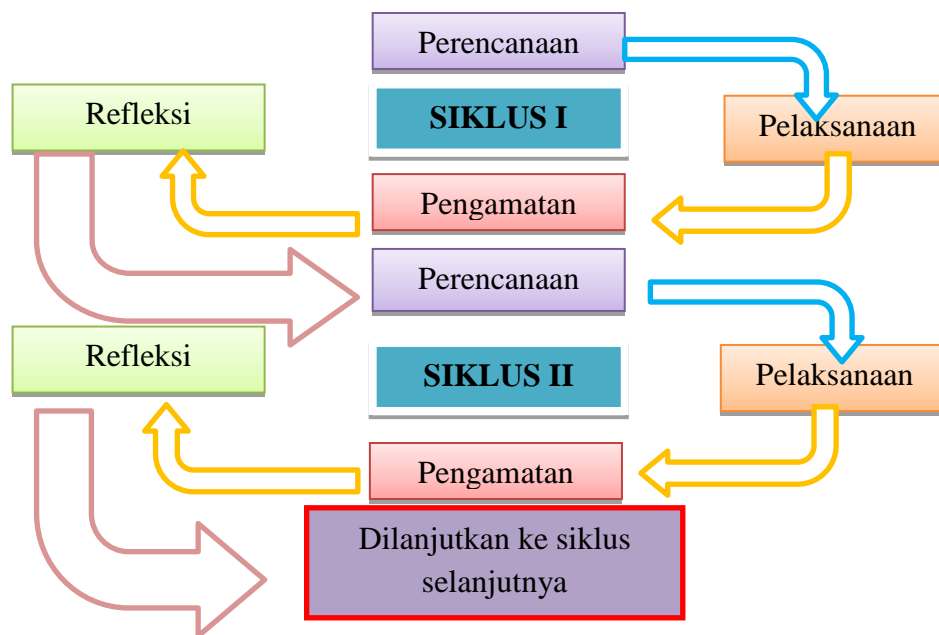 Perencanaan
Refleksi
SIKLUS I
Pelaksanaan
Pengamatan
Perencanaan
Refleksi
SIKLUS II
Pelaksanaan
Pengamatan
Dilanjutkan ke siklus
selanjutnya